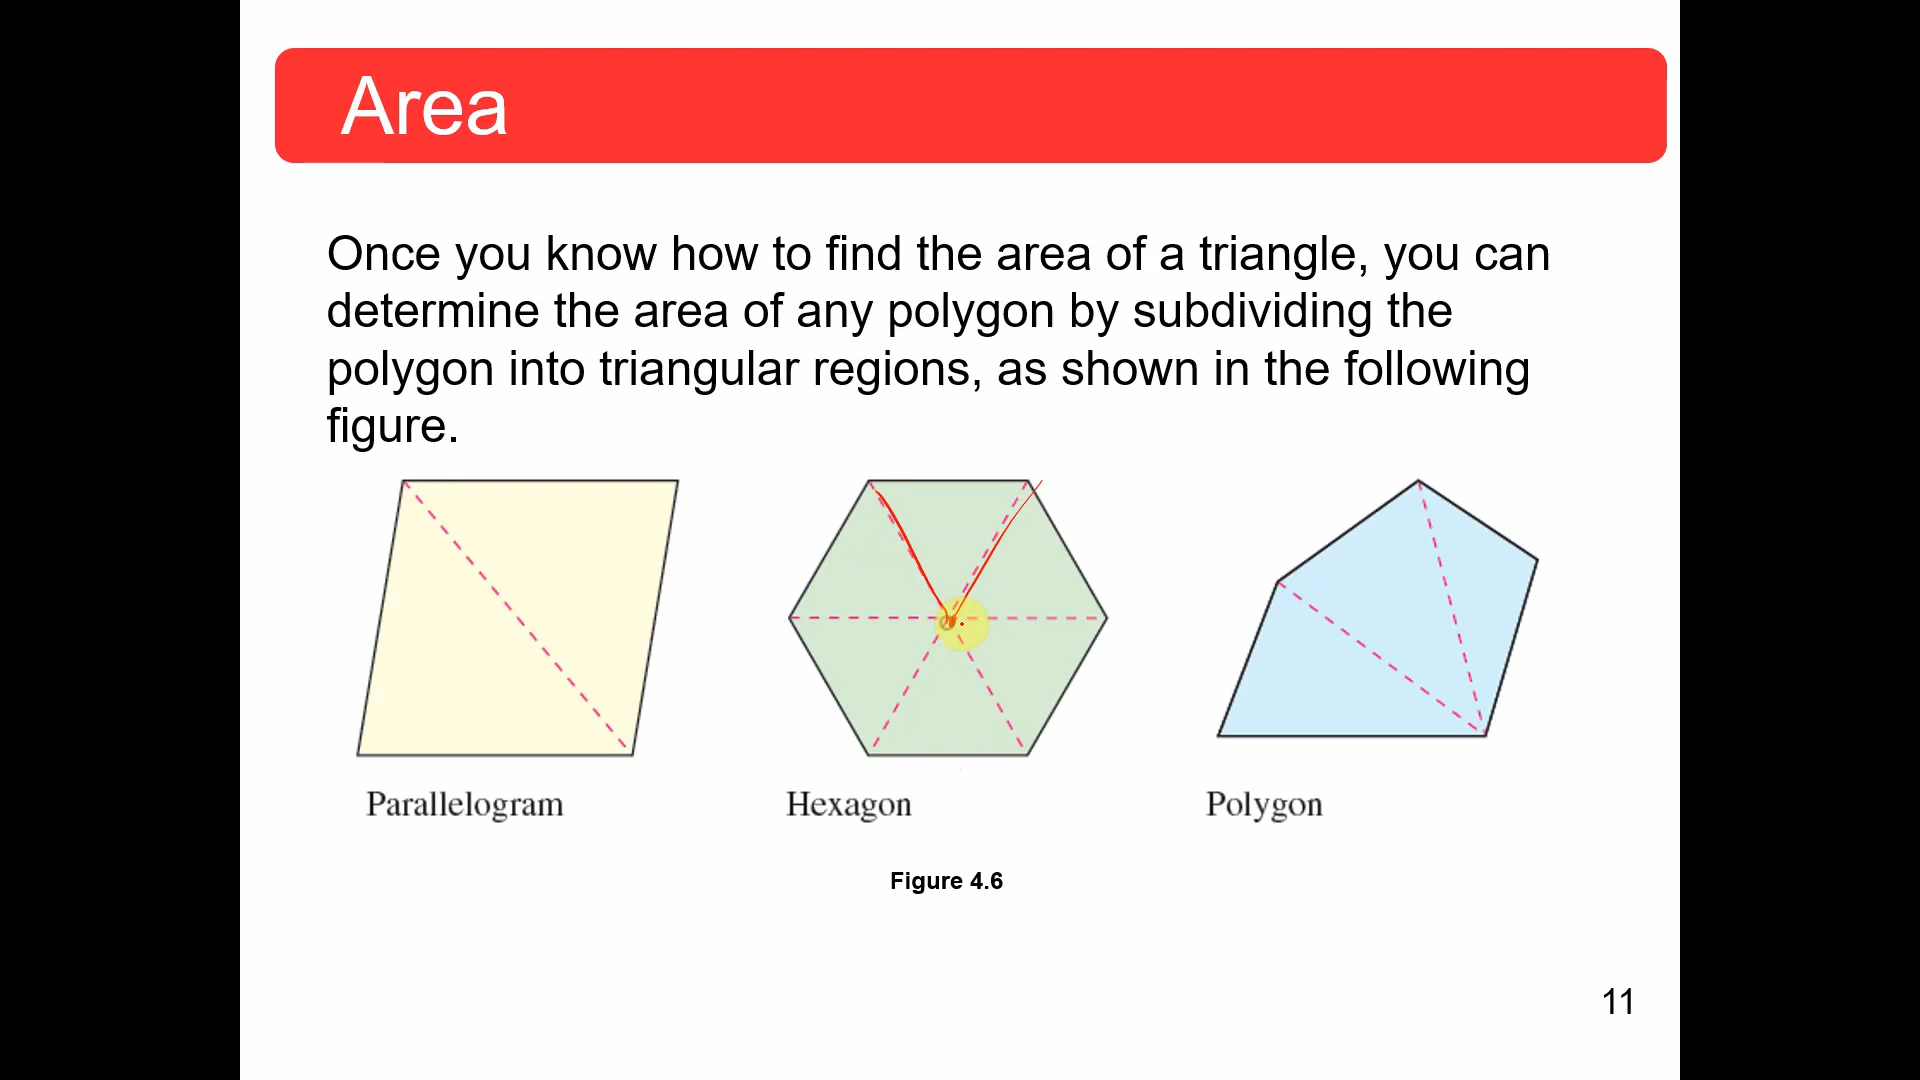 Area
Once you know how to find the area of a triangle, you can
determine the area of any polygon by subdividing the
polygon into triangular regions, as shown in the following
figure.
Parallelogram
Hexagon
Polygon
Figure 4.6
11